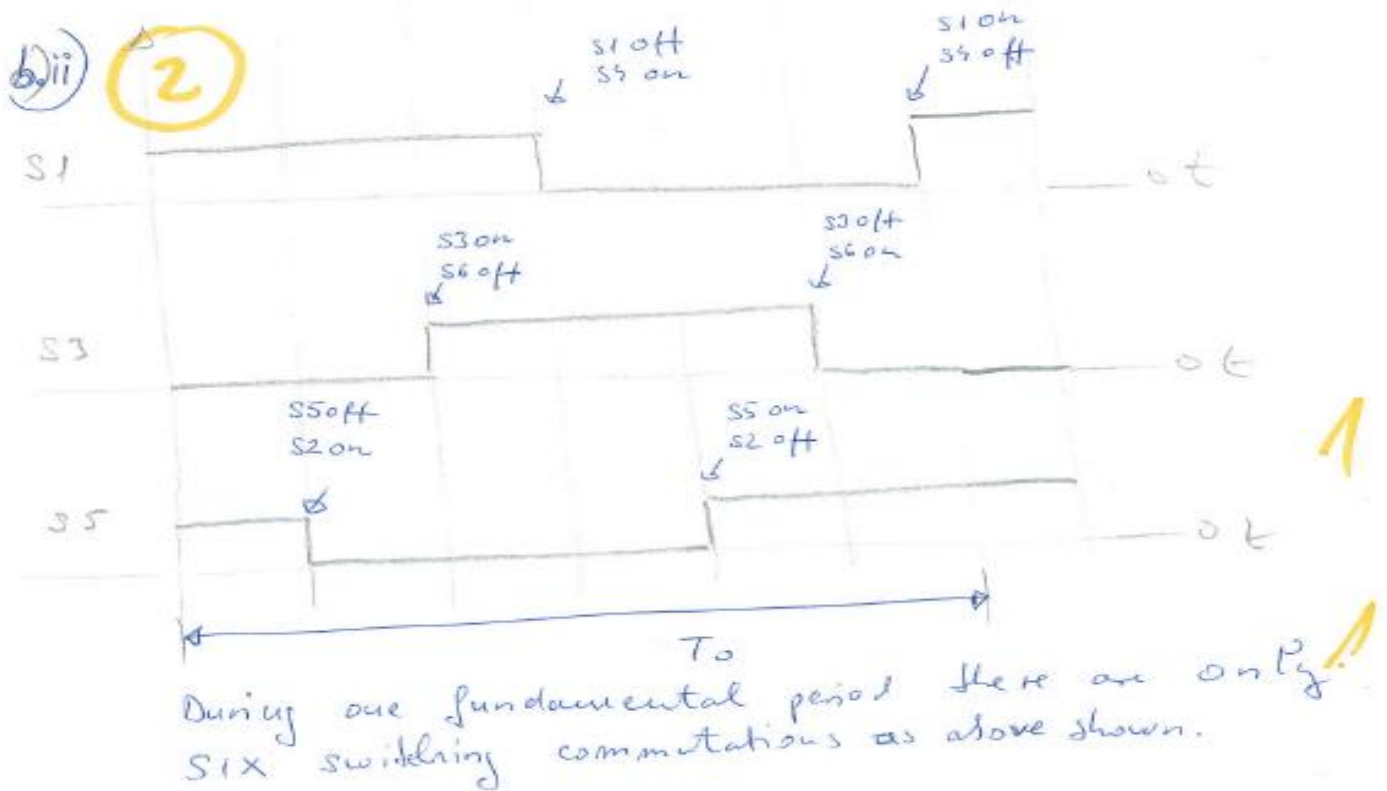 b)ii) 2
S1 off
S4 on
S1 on
S4 off
S1
t
S3 on
S6 off
S3 off
S6 on
S3
t
S5 off
S2 on
S5 on
S2 off
1
S5
t
To
During one fundamental period there are only
SIX switching commutations as above shown.
1